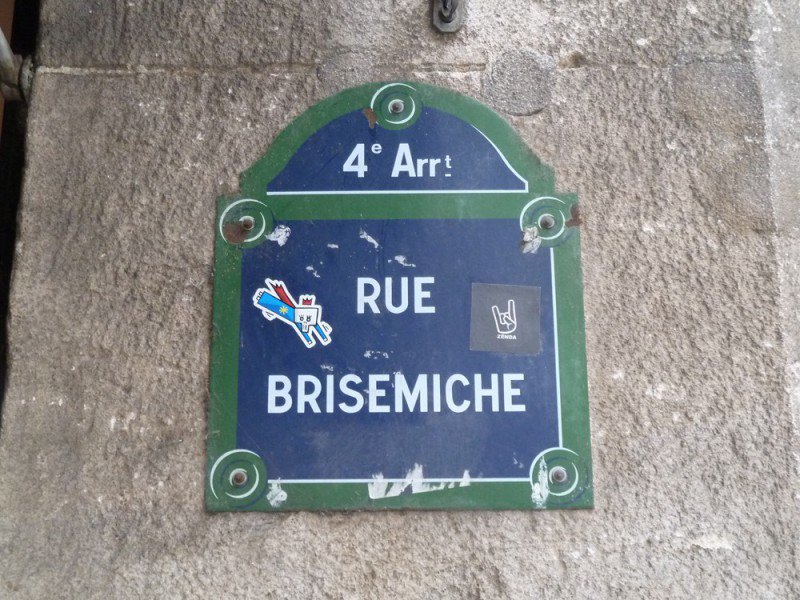 4e Arrt
RUE
BRISEMICHE
ZENDA